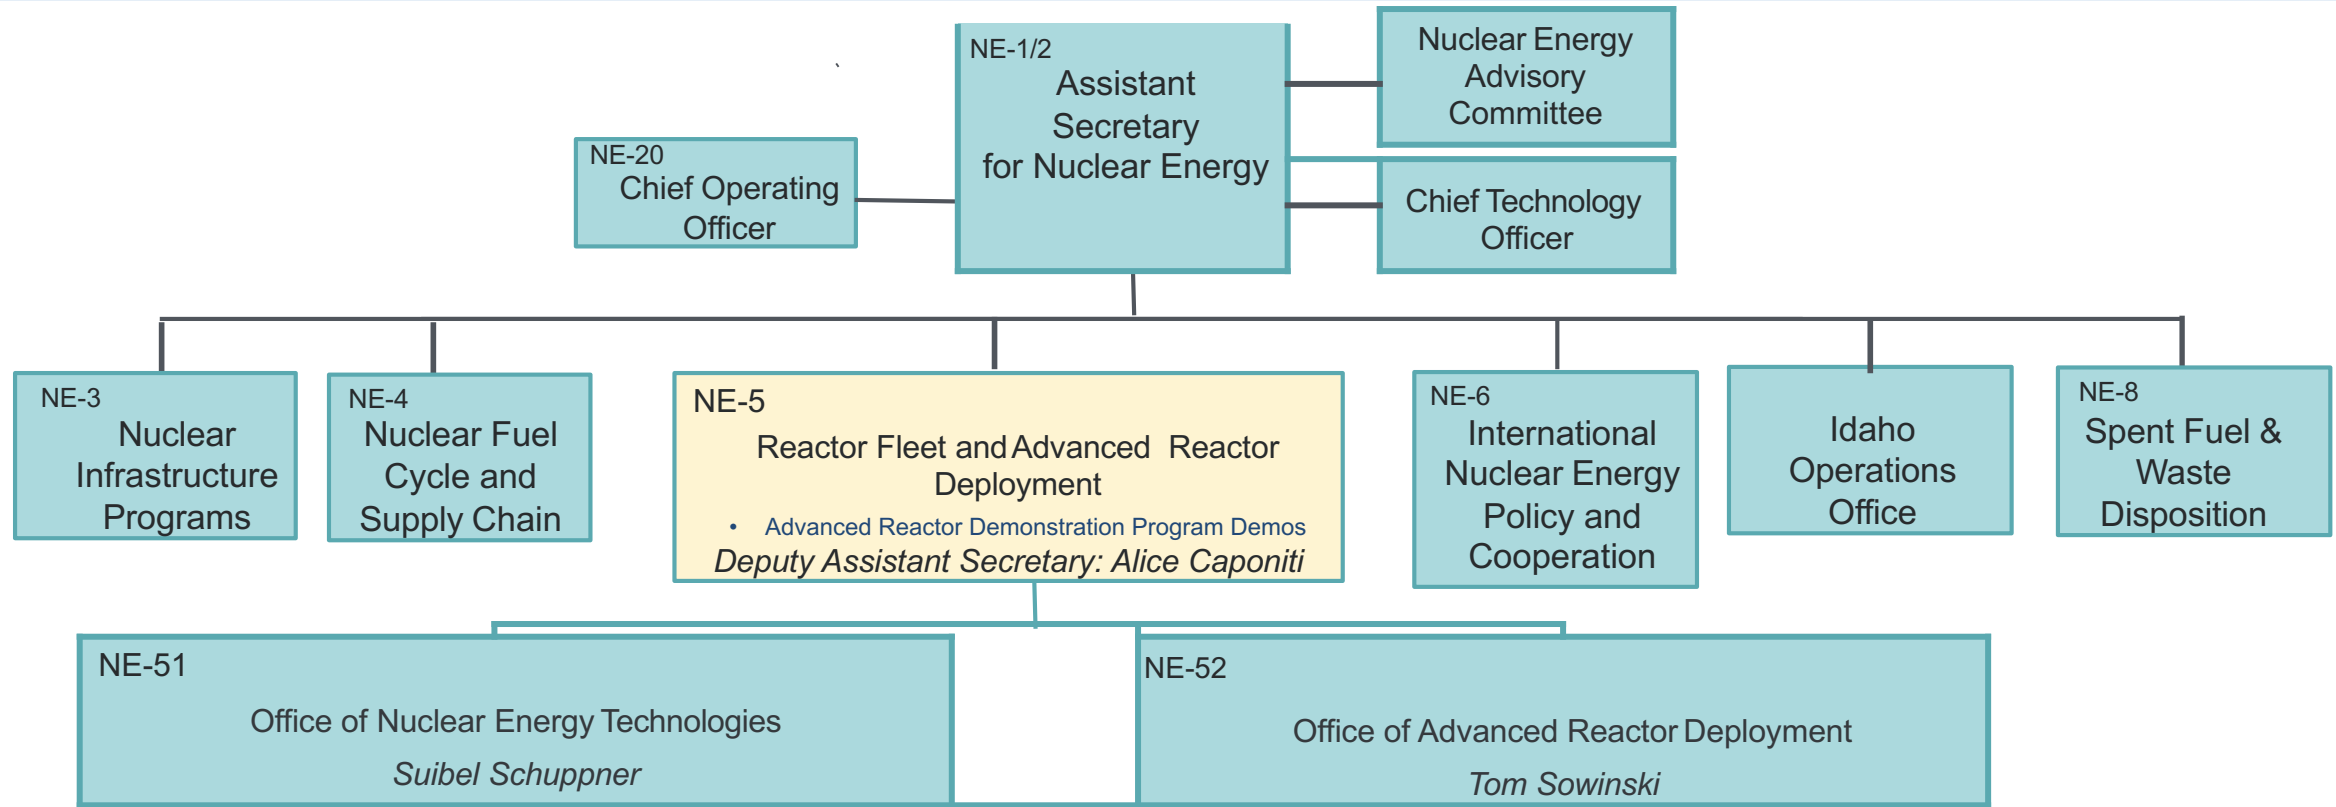 NE-1/2
Assistant
Secretary
for Nuclear Energy
Nuclear Energy
Advisory
Committee
NE-20
Chief Operating
Officer
Chief Technology
Officer
NE-3
Nuclear
Infrastructure
Programs
NE-4
Nuclear Fuel
Cycle and
Supply Chain
NE-5
Reactor Fleet and Advanced Reactor
Deployment
• Advanced Reactor Demonstration Program Demos
Deputy Assistant Secretary: Alice Caponiti
NE-6
International
Nuclear Energy
Policy and
Cooperation
Idaho
Operations
Office
NE-8
Spent Fuel &
Waste
Disposition
NE-51
Office of Nuclear Energy Technologies
Suibel Schuppner
NE-52
Office of Advanced Reactor Deployment
Tom Sowinski